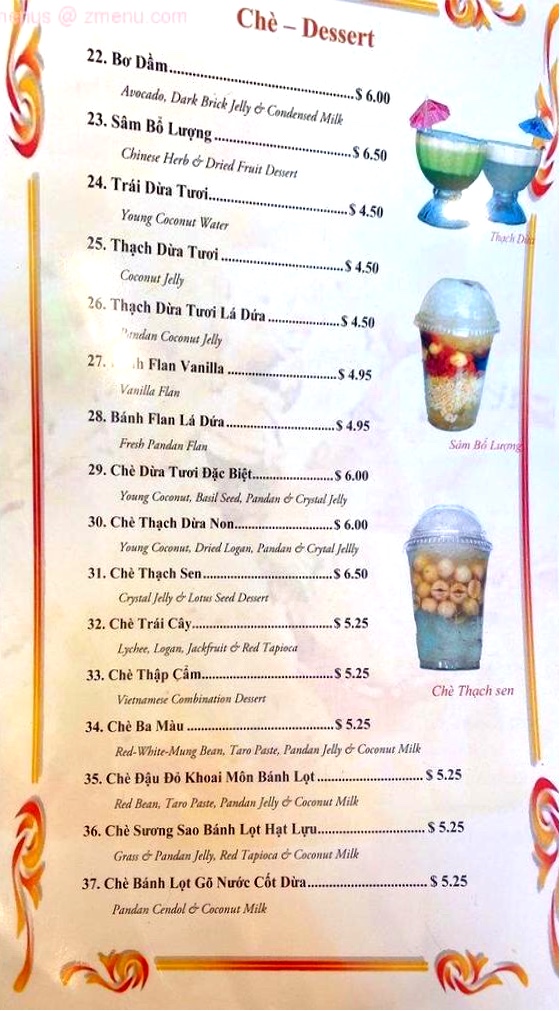 @ zmenu.com
Chè – Dessert
22. Bơ Dầm....................$ 6.00
Avocado, Dark Brick Jelly & Condensed Milk
23. Sâm Bổ Lượng....................$ 6.50
Chinese Herb & Dried Fruit Dessert
24. Trái Dừa Tươi....................$ 4.50
Young Coconut Water
Thạch Dừa
25. Thạch Dừa Tươi....................$ 4.50
Coconut Jelly
26. Thạch Dừa Tươi Lá Dứa....................$ 4.50
Pandan Coconut Jelly
27. Flan Vanilla....................$ 4.95
Vanilla Flan
28. Bánh Flan Lá Dứa....................$ 4.95
Fresh Pandan Flan
Sâm Bổ Lượng
29. Chè Dừa Tươi Đặc Biệt....................$ 6.00
Young Coconut, Basil Seed, Pandan & Crystal Jelly
30. Chè Thạch Dừa Non....................$ 6.00
Young Coconut, Dried Logan, Pandan & Crytal Jellly
31. Chè Thạch Sen....................$ 6.50
Crystal Jelly & Lotus Seed Dessert
32. Chè Trái Cây....................$ 5.25
Lychee, Logan, Jackfruit & Red Tapioca
33. Chè Thập Cẩm....................$ 5.25
Vietnamese Combination Dessert
Chè Thạch sen
34. Chè Ba Màu....................$ 5.25
Red-White-Mung Bean, Taro Paste, Pandan Jelly & Coconut Milk
35. Chè Đậu Đỏ Khoai Môn Bánh Lọt....................$ 5.25
Red Bean, Taro Paste, Pandan Jelly & Coconut Milk
36. Chè Sương Sao Bánh Lọt Hạt Lựu....................$ 5.25
Grass & Pandan Jelly, Red Tapioca & Coconut Milk
37. Chè Bánh Lọt Gõ Nước Cốt Dừa....................$ 5.25
Pandan Cendol & Coconut Milk